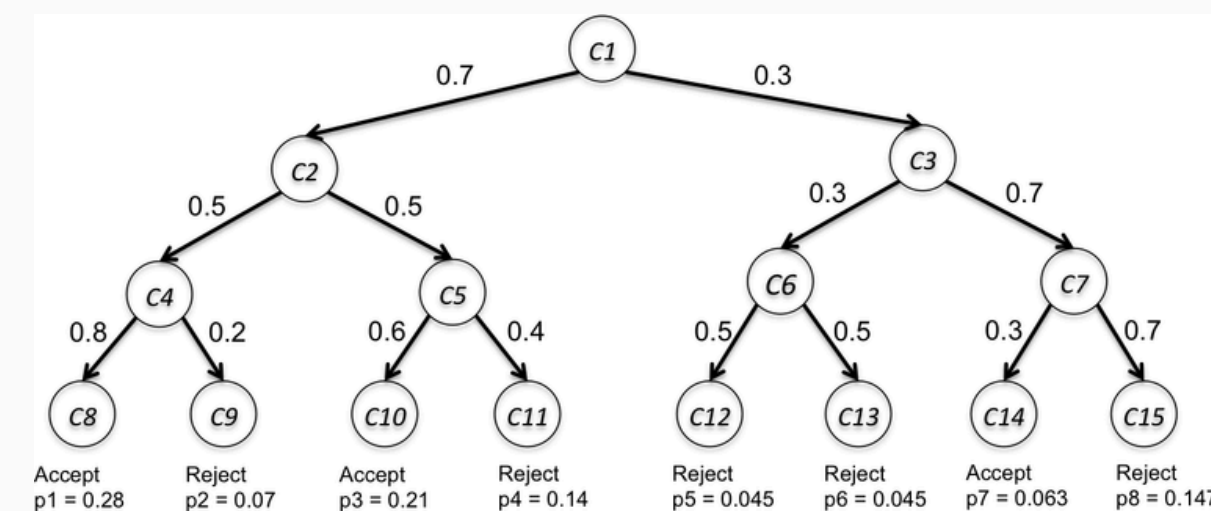 C1
0.7 0.3
C2 C3
0.5 0.5 0.3 0.7
C4 C5 C6 C7
0.8 0.2 0.6 0.4 0.5 0.5 0.3 0.7
C8 C9 C10 C11 C12 C13 C14 C15
Accept Reject Accept Reject Reject Reject Accept Reject
p1 = 0.28 p2 = 0.07 p3 = 0.21 p4 = 0.14 p5 = 0.045 p6 = 0.045 p7 = 0.063 p8 = 0.147